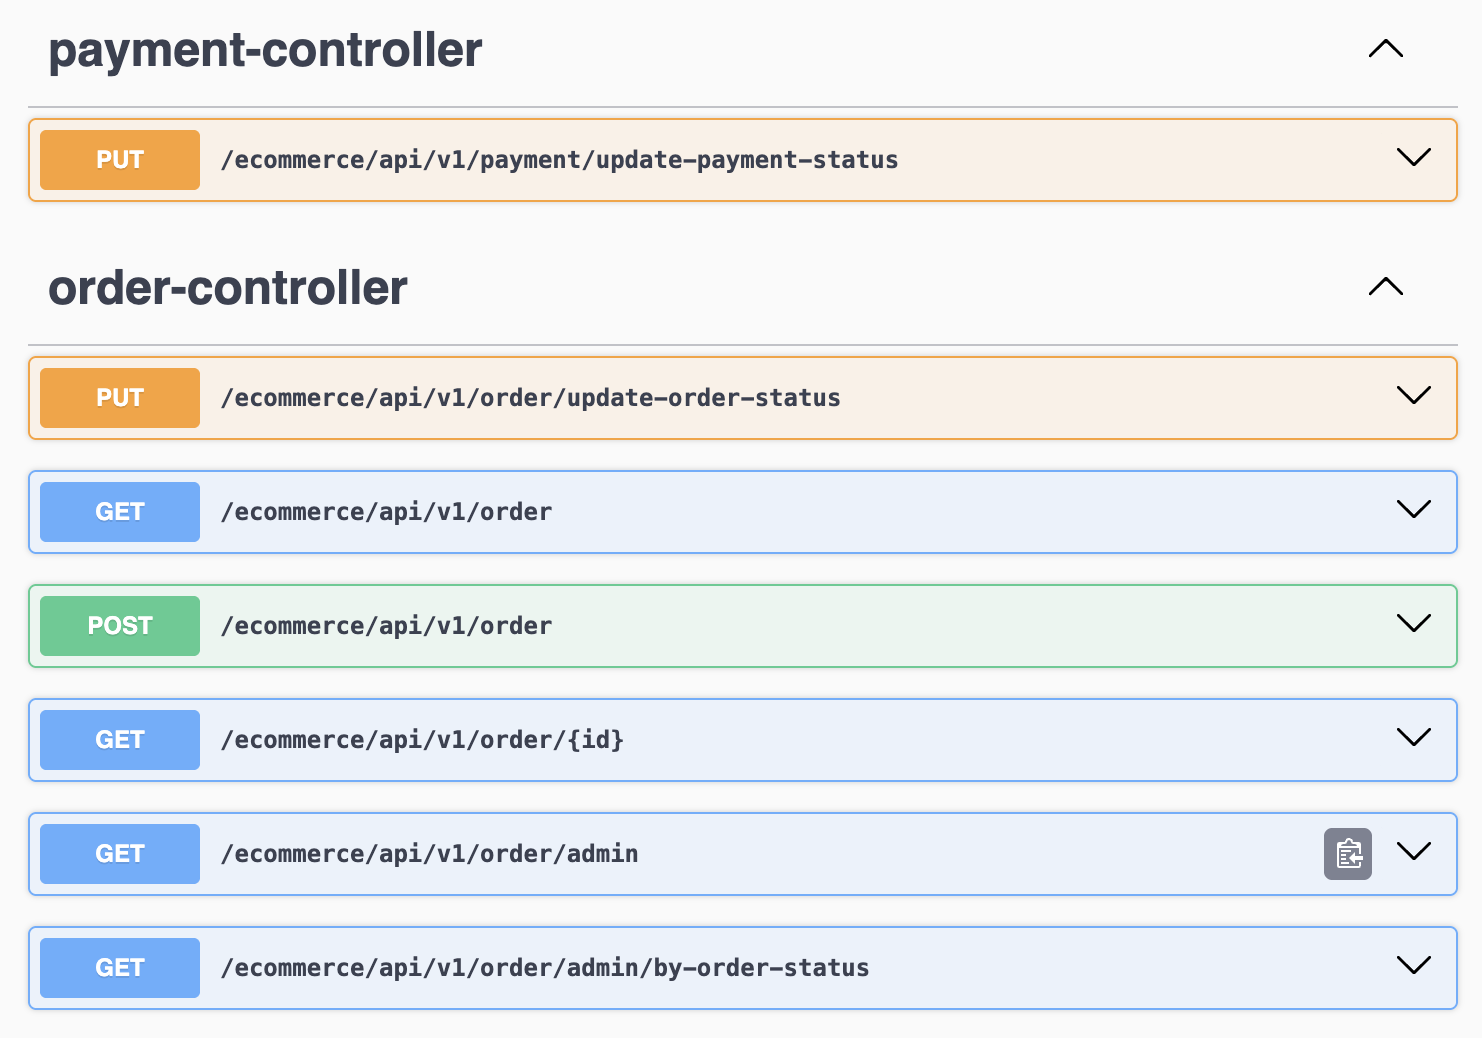 payment-controller
PUT /ecommerce/api/v1/payment/update-payment-status
order-controller
PUT /ecommerce/api/v1/order/update-order-status
GET /ecommerce/api/v1/order
POST /ecommerce/api/v1/order
GET /ecommerce/api/v1/order/{id}
GET /ecommerce/api/v1/order/admin
GET /ecommerce/api/v1/order/admin/by-order-status